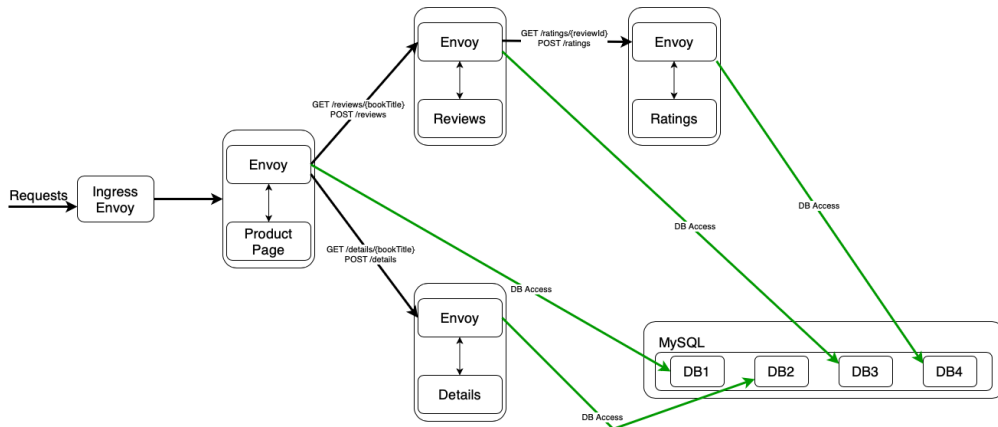 Requests
Ingress
Envoy
Envoy
Product
Page
GET /reviews/{bookTitle}
POST /reviews
Envoy
Reviews
GET /ratings/{reviewId}
POST /ratings
Envoy
Ratings
GET /details/{bookTitle}
POST /details
Envoy
Details
DB Access
DB Access
DB Access
DB Access
MySQL
DB1
DB2
DB3
DB4